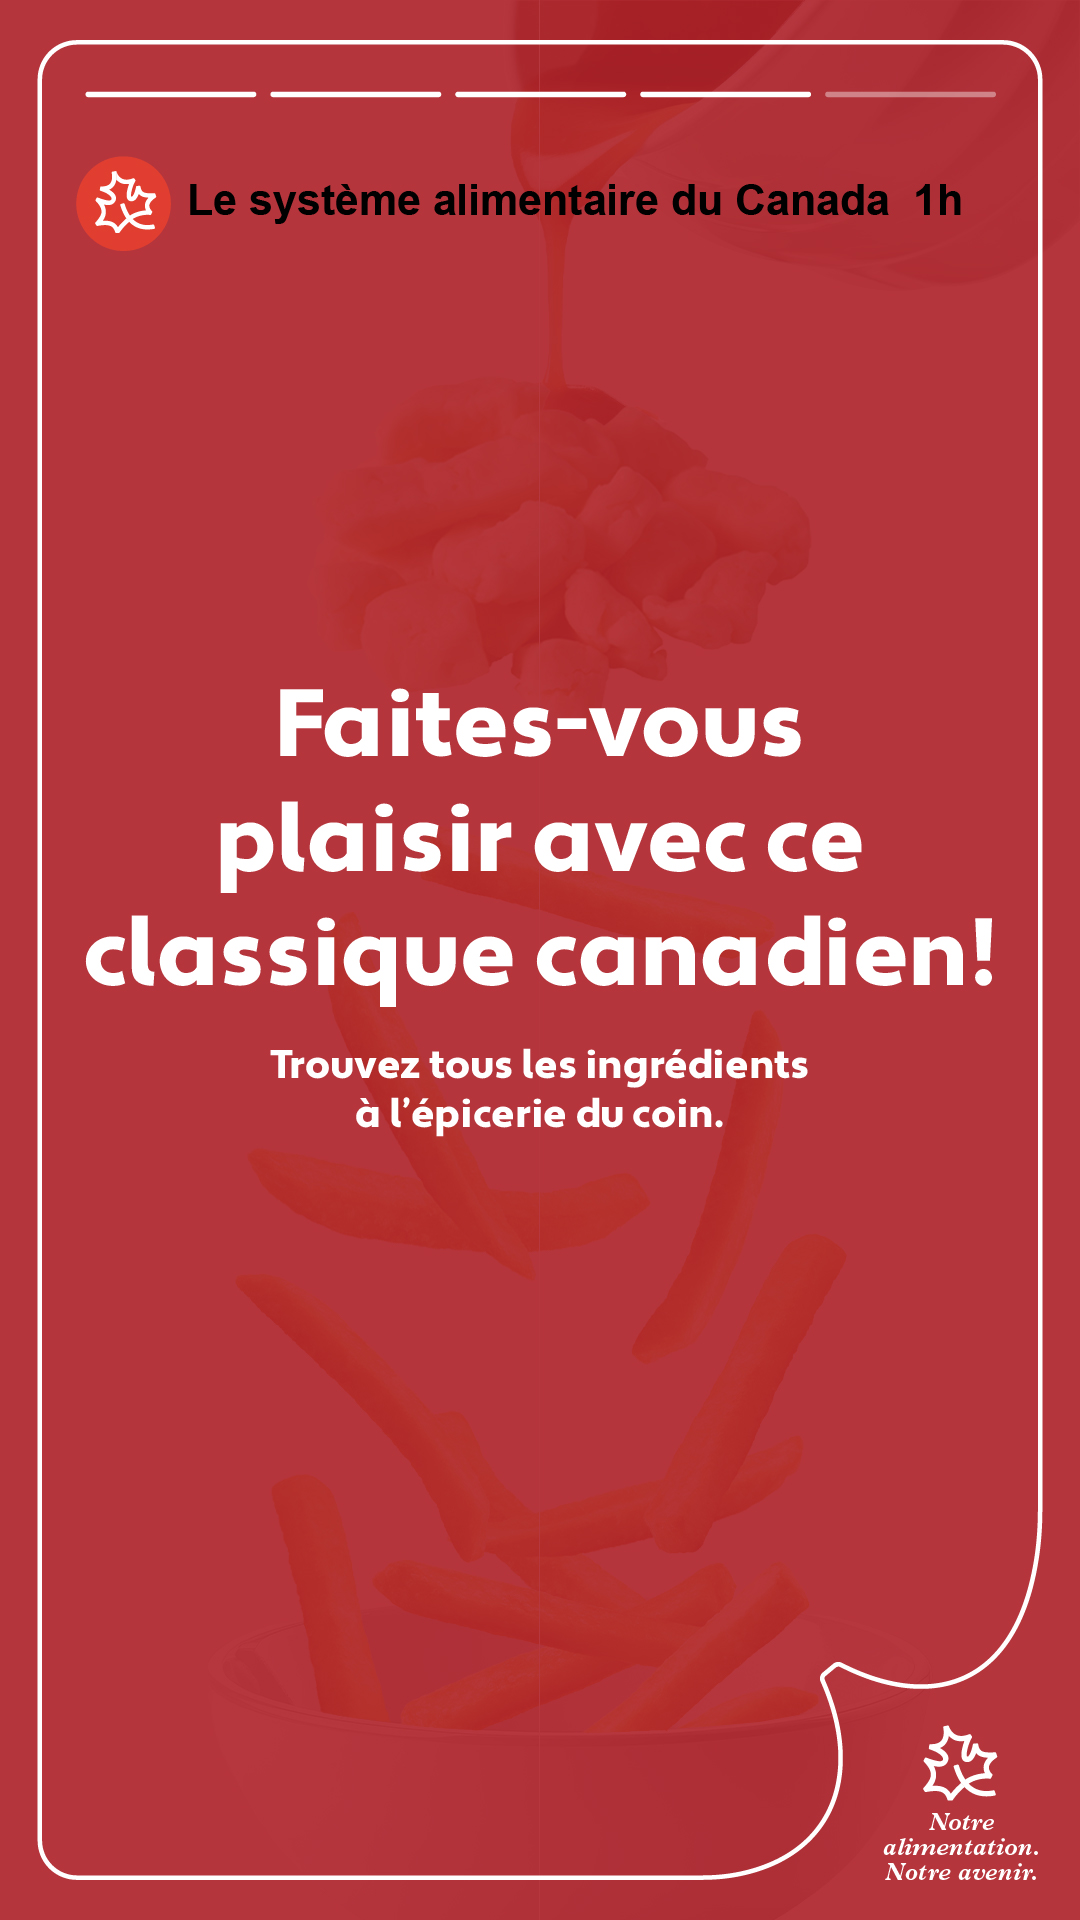 Le système alimentaire du Canada 1h
Faites-vous
plaisir avec ce
classique canadien!
Trouvez tous les ingrédients
à l’épicerie du coin.
Notre
alimentation.
Notre avenir.